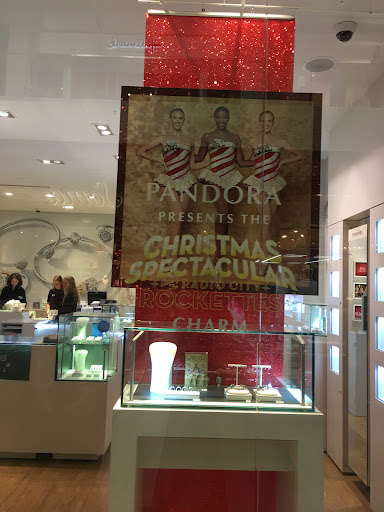 PANDORA
PRESENTS THE
CHRISTMAS
SPECTACULAR
RADIO CITY
ROCKETTES
CHARM